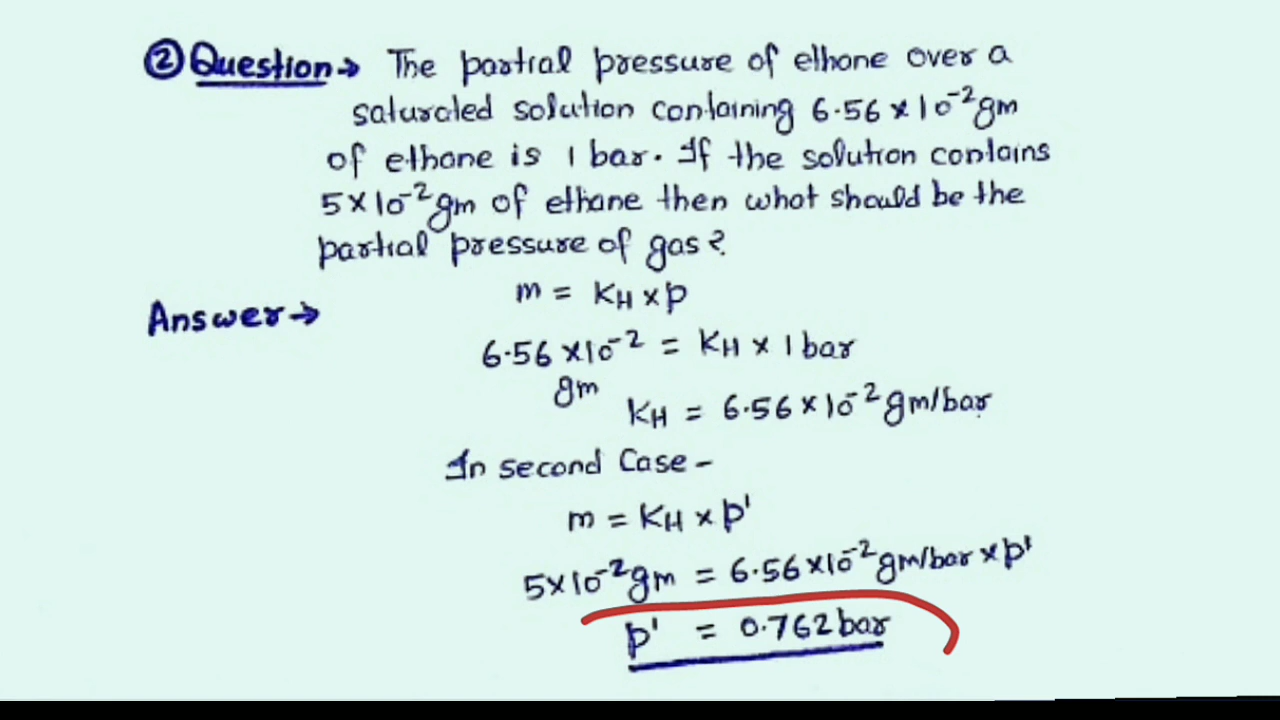 ② Question→ The partial pressure of ethane over a
saturated solution containing 6.56 × 10⁻² gm
of ethane is 1 bar. If the solution contains
5×10⁻² gm of ethane then what should be the
partial pressure of gas?
Answer→
m = KH × p
6.56 × 10⁻² = KH × 1 bar
gm
KH = 6.56 × 10⁻² gm/bar
In second Case –
m = KH × p'
5×10⁻² gm = 6.56 × 10⁻² gm/bar × p'
p' = 0.762 bar